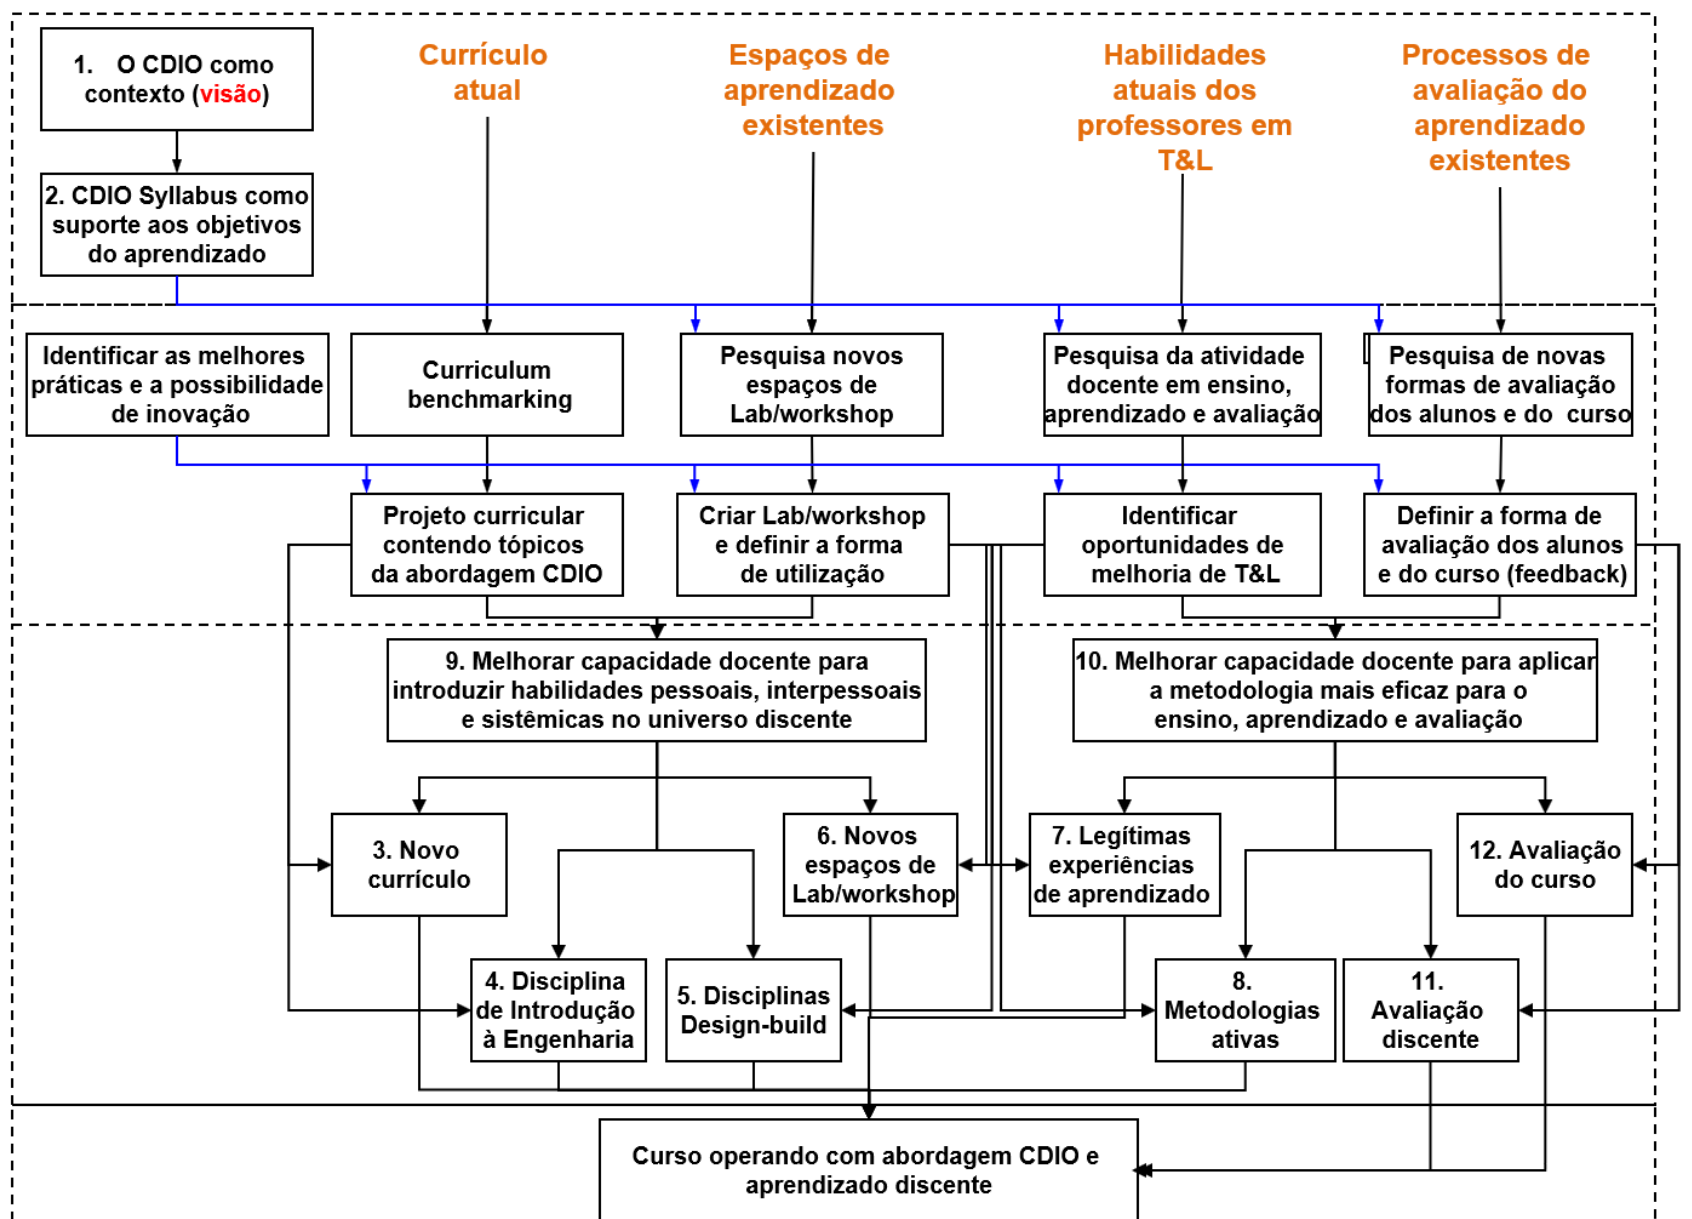 1. O CDIO como
contexto (visão)
Currículo
atual
Espaços de
aprendizado
existentes
Habilidades
atuais dos
professores em
T&L
Processos de
avaliação do
aprendizado
existentes
2. CDIO Syllabus como
suporte aos objetivos
do aprendizado
Identificar as melhores
práticas e a possibilidade
de inovação
Curriculum
benchmarking
Pesquisa novos
espaços de
Lab/workshop
Pesquisa da atividade
docente em ensino,
aprendizado e avaliação
Pesquisa de novas
formas de avaliação
dos alunos e do curso
Projeto curricular
contendo tópicos
da abordagem CDIO
Criar Lab/workshop
e definir a forma
de utilização
Identificar
oportunidades de
melhoria de T&L
Definir a forma de
avaliação dos alunos
e do curso (feedback)
9. Melhorar capacidade docente para
introduzir habilidades pessoais, interpessoais
e sistêmicas no universo discente
10. Melhorar capacidade docente para aplicar
a metodologia mais eficaz para o
ensino, aprendizado e avaliação
3. Novo
currículo
6. Novos
espaços de
Lab/workshop
7. Legítimas
experiências
de aprendizado
12. Avaliação
do curso
4. Disciplina
de Introdução
à Engenharia
5. Disciplinas
Design-build
8.
Metodologias
ativas
11.
Avaliação
discente
Curso operando com abordagem CDIO e
aprendizado discente